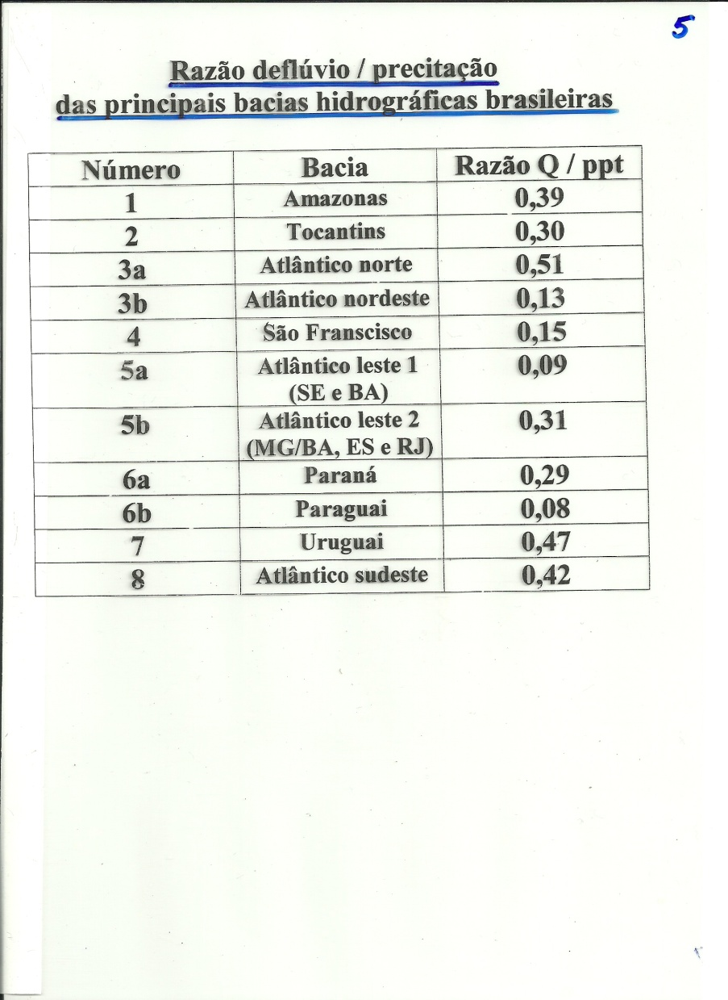 5
Razão deflúvio / precitação
das principais bacias hidrográficas brasileiras
Número Bacia Razão Q / ppt
1 Amazonas 0,39
2 Tocantins 0,30
3a Atlântico norte 0,51
3b Atlântico nordeste 0,13
4 São Franscisco 0,15
5a Atlântico leste 1 0,09
(SE e BA)
5b Atlântico leste 2 0,31
(MG/BA, ES e RJ)
6a Paraná 0,29
6b Paraguai 0,08
7 Uruguai 0,47
8 Atlântico sudeste 0,42